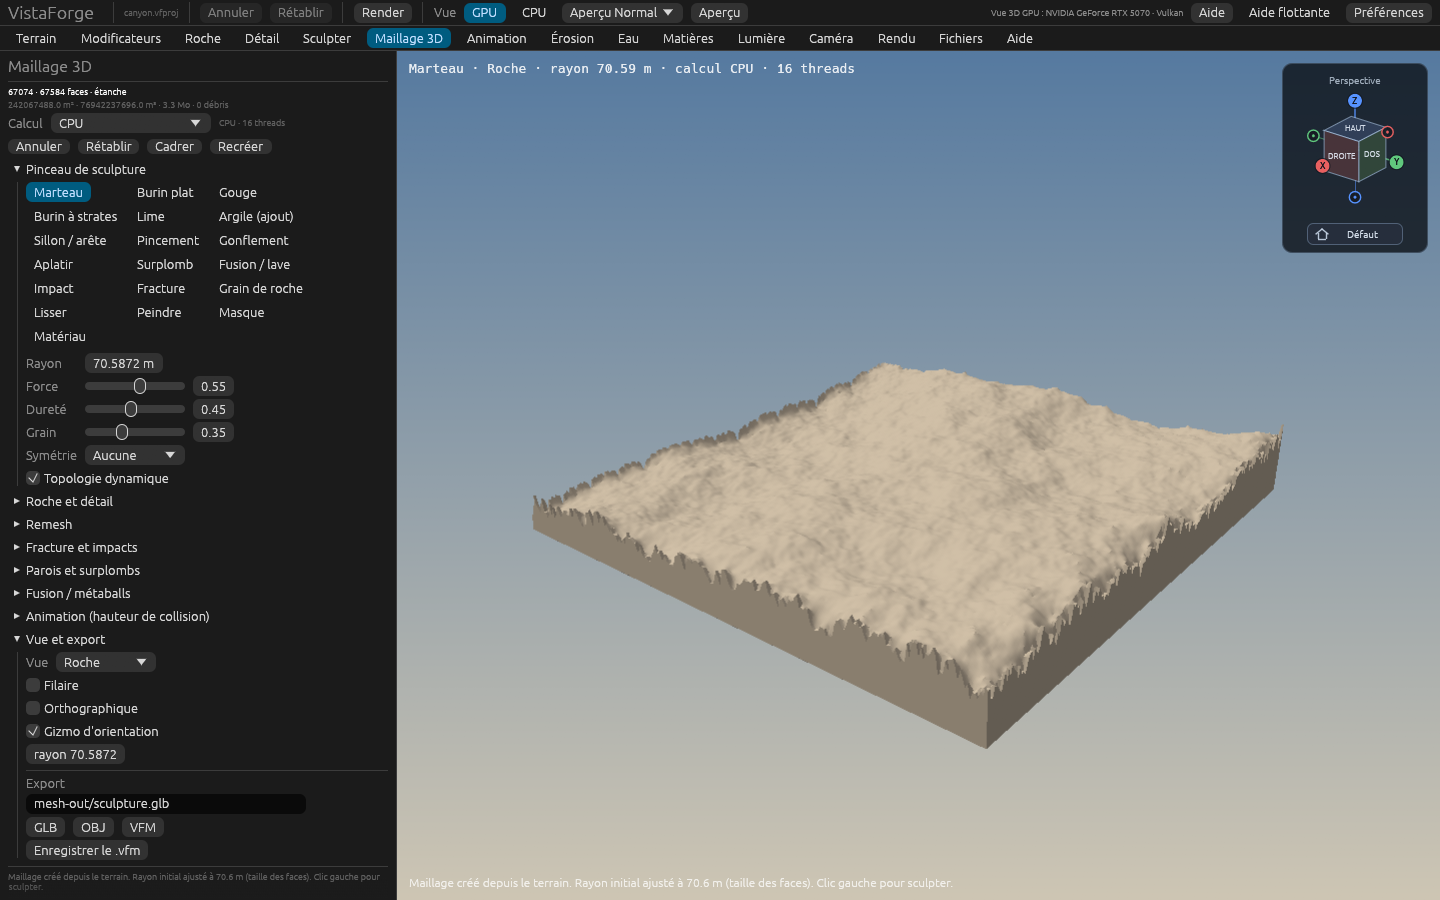 VistaForge canyon.vfproj Annuler Rétablir Render Vue GPU CPU Aperçu Normal Aperçu Vue 3D GPU : NVIDIA GeForce RTX 5070 · Vulkan Aide Aide flottante Préférences
Terrain Modificateurs Roche Détail Sculpter Maillage 3D Animation Érosion Eau Matières Lumière Caméra Rendu Fichiers Aide
Maillage 3D
67074 · 67584 faces · étanche
242067488.0 m² · 76942237696.0 m³ · 3.3 Mo · 0 débris
Calcul CPU CPU · 16 threads
Annuler Rétablir Cadrer Recréer
Pinceau de sculpture
Marteau Burin plat Gouge
Burin à strates Lime Argile (ajout)
Sillon / arête Pincement Gonflement
Aplatir Surplomb Fusion / lave
Impact Fracture Grain de roche
Lisser Peindre Masque
Matériau
Rayon 70.5872 m
Force 0.55
Dureté 0.45
Grain 0.35
Symétrie Aucune
Topologie dynamique
Roche et détail
Remesh
Fracture et impacts
Parois et surplombs
Fusion / métaballs
Animation (hauteur de collision)
Vue et export
Vue Roche
Filaire
Orthographique
Gizmo d'orientation
rayon 70.5872
Export
mesh-out/sculpture.glb
GLB OBJ VFM
Enregistrer le .vfm
Maillage créé depuis le terrain. Rayon initial ajusté à 70.6 m (taille des faces). Clic gauche pour
sculpter.
Marteau · Roche · rayon 70.59 m · calcul CPU · 16 threads
Perspective
Z
HAUT
DROITE DOS
X Y
Défaut
Maillage créé depuis le terrain. Rayon initial ajusté à 70.6 m (taille des faces). Clic gauche pour sculpter.